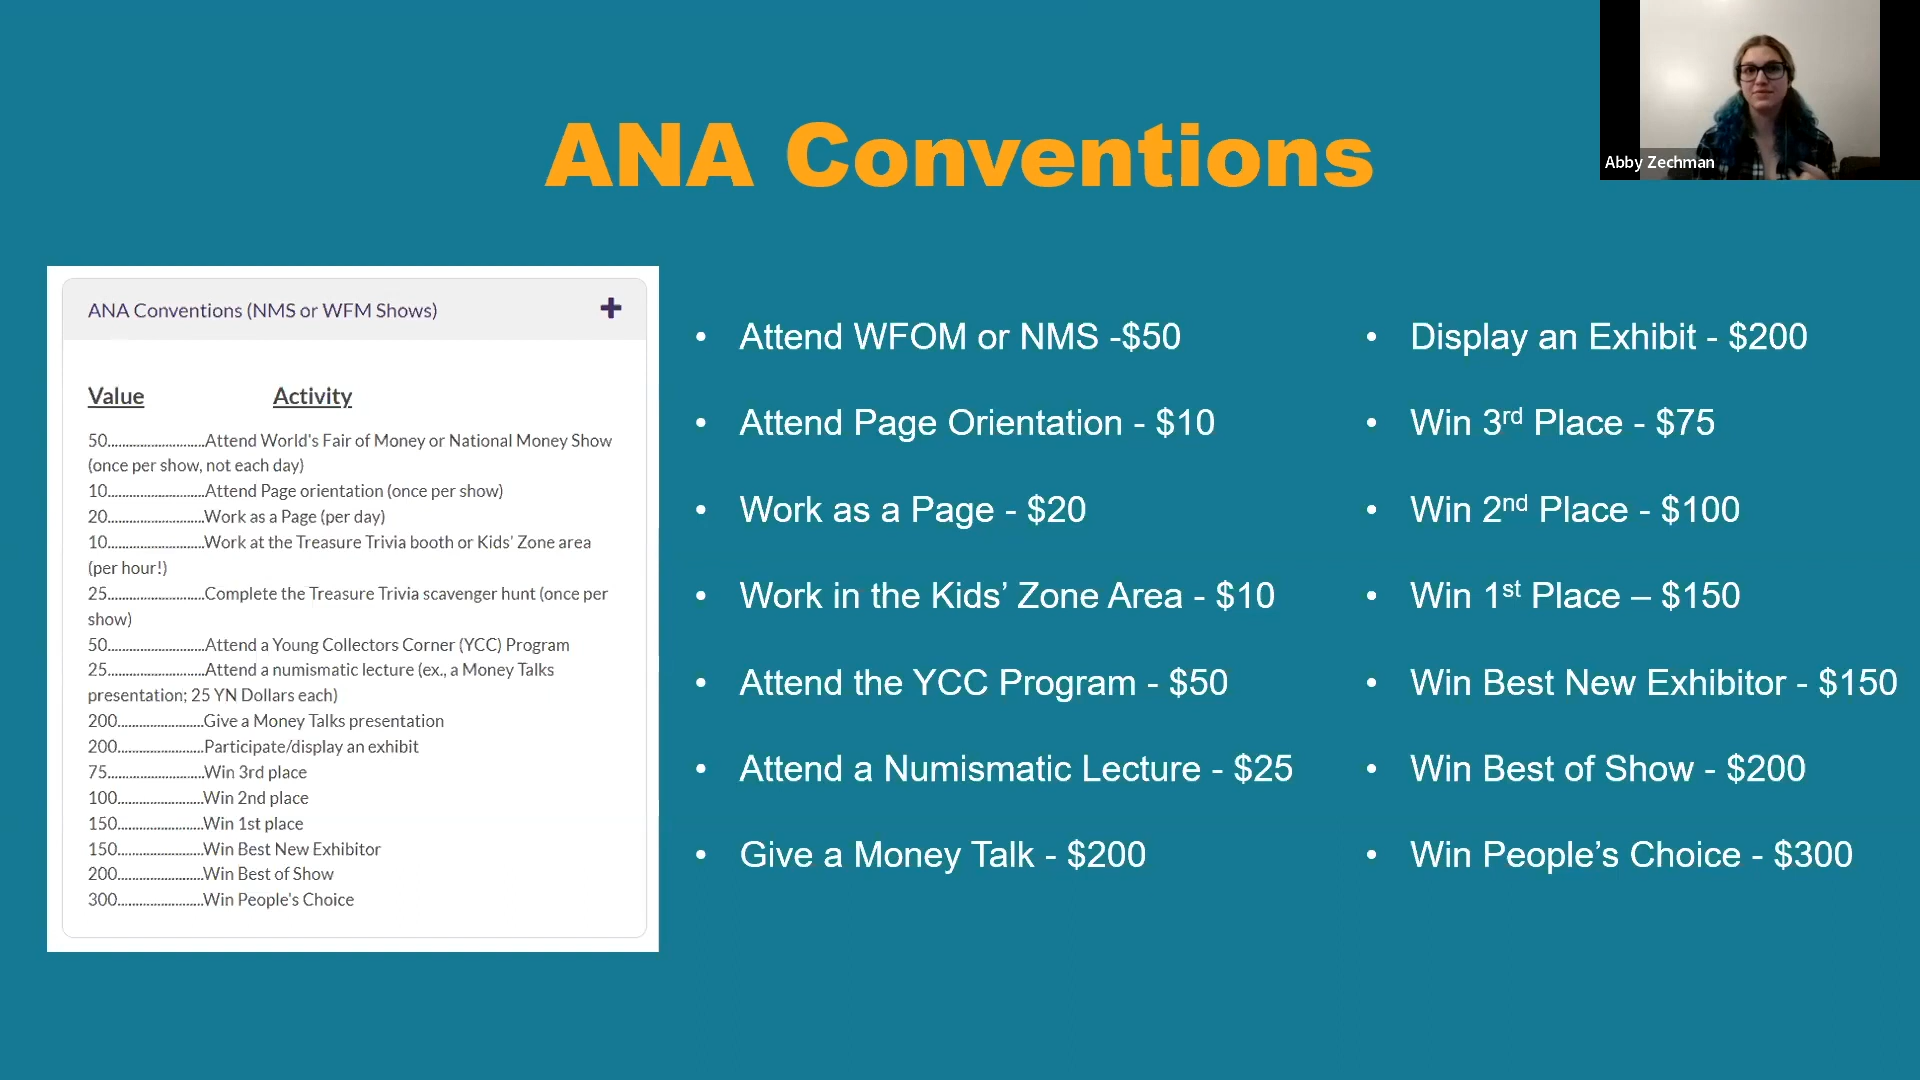 ANA Conventions
Abby Zechman
ANA Conventions (NMS or WFM Shows)
Value Activity
50...........................Attend World's Fair of Money or National Money Show
(once per show, not each day)
10...........................Attend Page orientation (once per show)
20...........................Work as a Page (per day)
10...........................Work at the Treasure Trivia booth or Kids’ Zone area
(per hour!)
25...........................Complete the Treasure Trivia scavenger hunt (once per
show)
50...........................Attend a Young Collectors Corner (YCC) Program
25...........................Attend a numismatic lecture (ex., a Money Talks
presentation; 25 YN Dollars each)
200........................Give a Money Talks presentation
200........................Participate/display an exhibit
75...........................Win 3rd place
100........................Win 2nd place
150........................Win 1st place
150........................Win Best New Exhibitor
200........................Win Best of Show
300........................Win People's Choice
• Attend WFOM or NMS -$50
• Attend Page Orientation - $10
• Work as a Page - $20
• Work in the Kids’ Zone Area - $10
• Attend the YCC Program - $50
• Attend a Numismatic Lecture - $25
• Give a Money Talk - $200
• Display an Exhibit - $200
• Win 3rd Place - $75
• Win 2nd Place - $100
• Win 1st Place – $150
• Win Best New Exhibitor - $150
• Win Best of Show - $200
• Win People’s Choice - $300